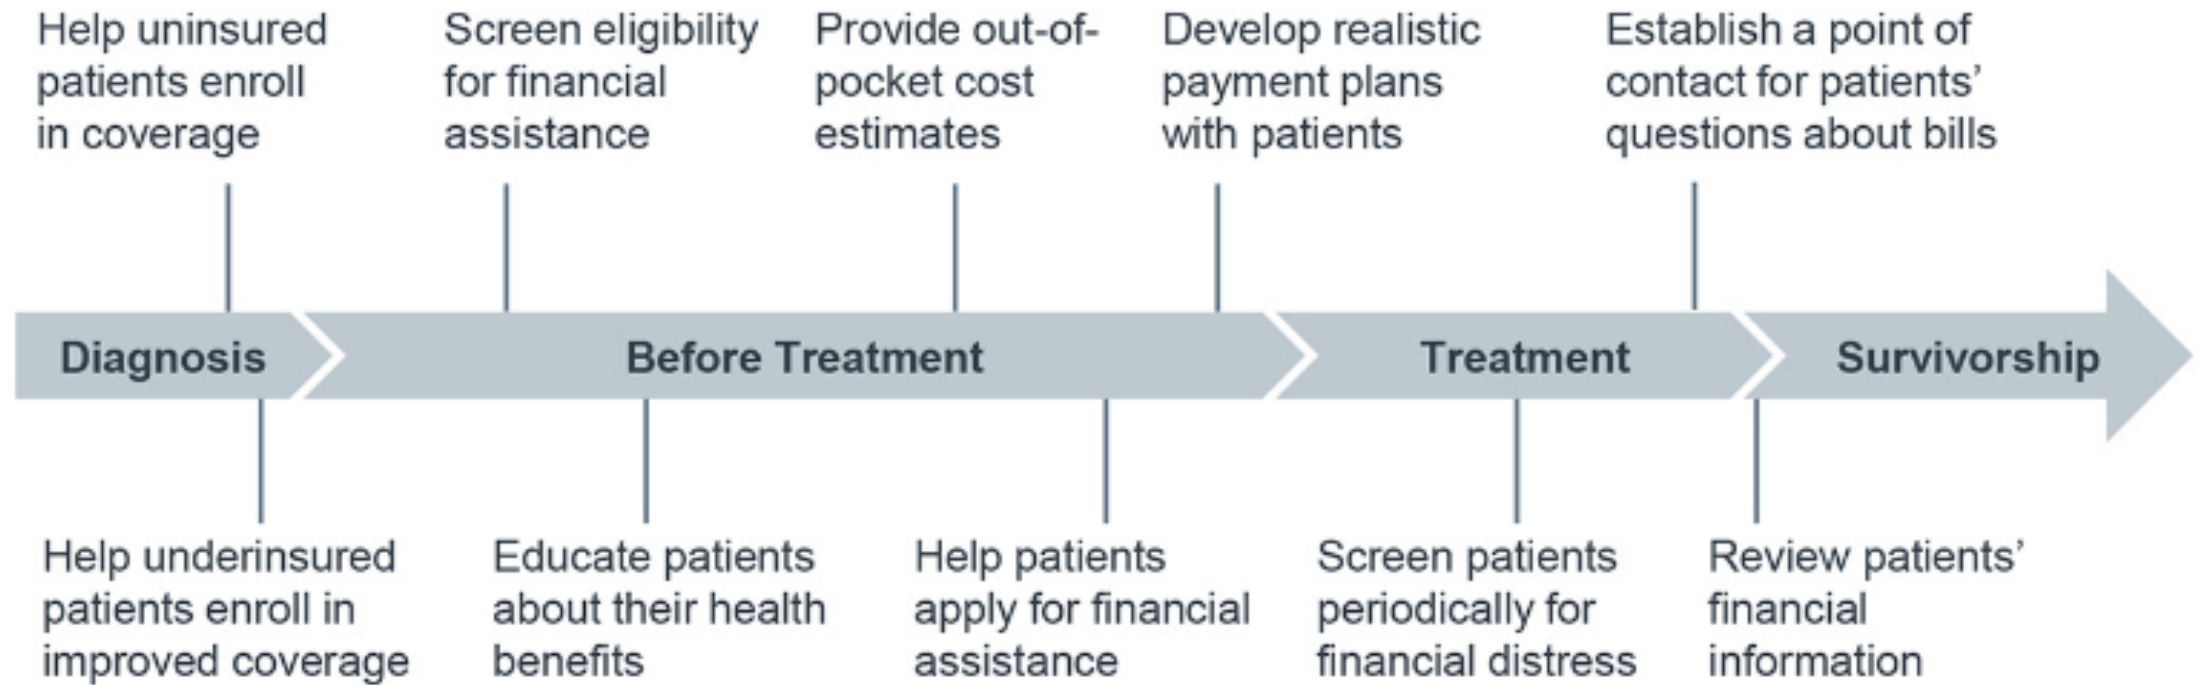 Help uninsured
patients enroll
in coverage
Screen eligibility
for financial
assistance
Provide out-of-
pocket cost
estimates
Develop realistic
payment plans
with patients
Establish a point of
contact for patients’
questions about bills
Diagnosis
Before Treatment
Treatment
Survivorship
Help underinsured
patients enroll in
improved coverage
Educate patients
about their health
benefits
Help patients
apply for financial
assistance
Screen patients
periodically for
financial distress
Review patients’
financial
information